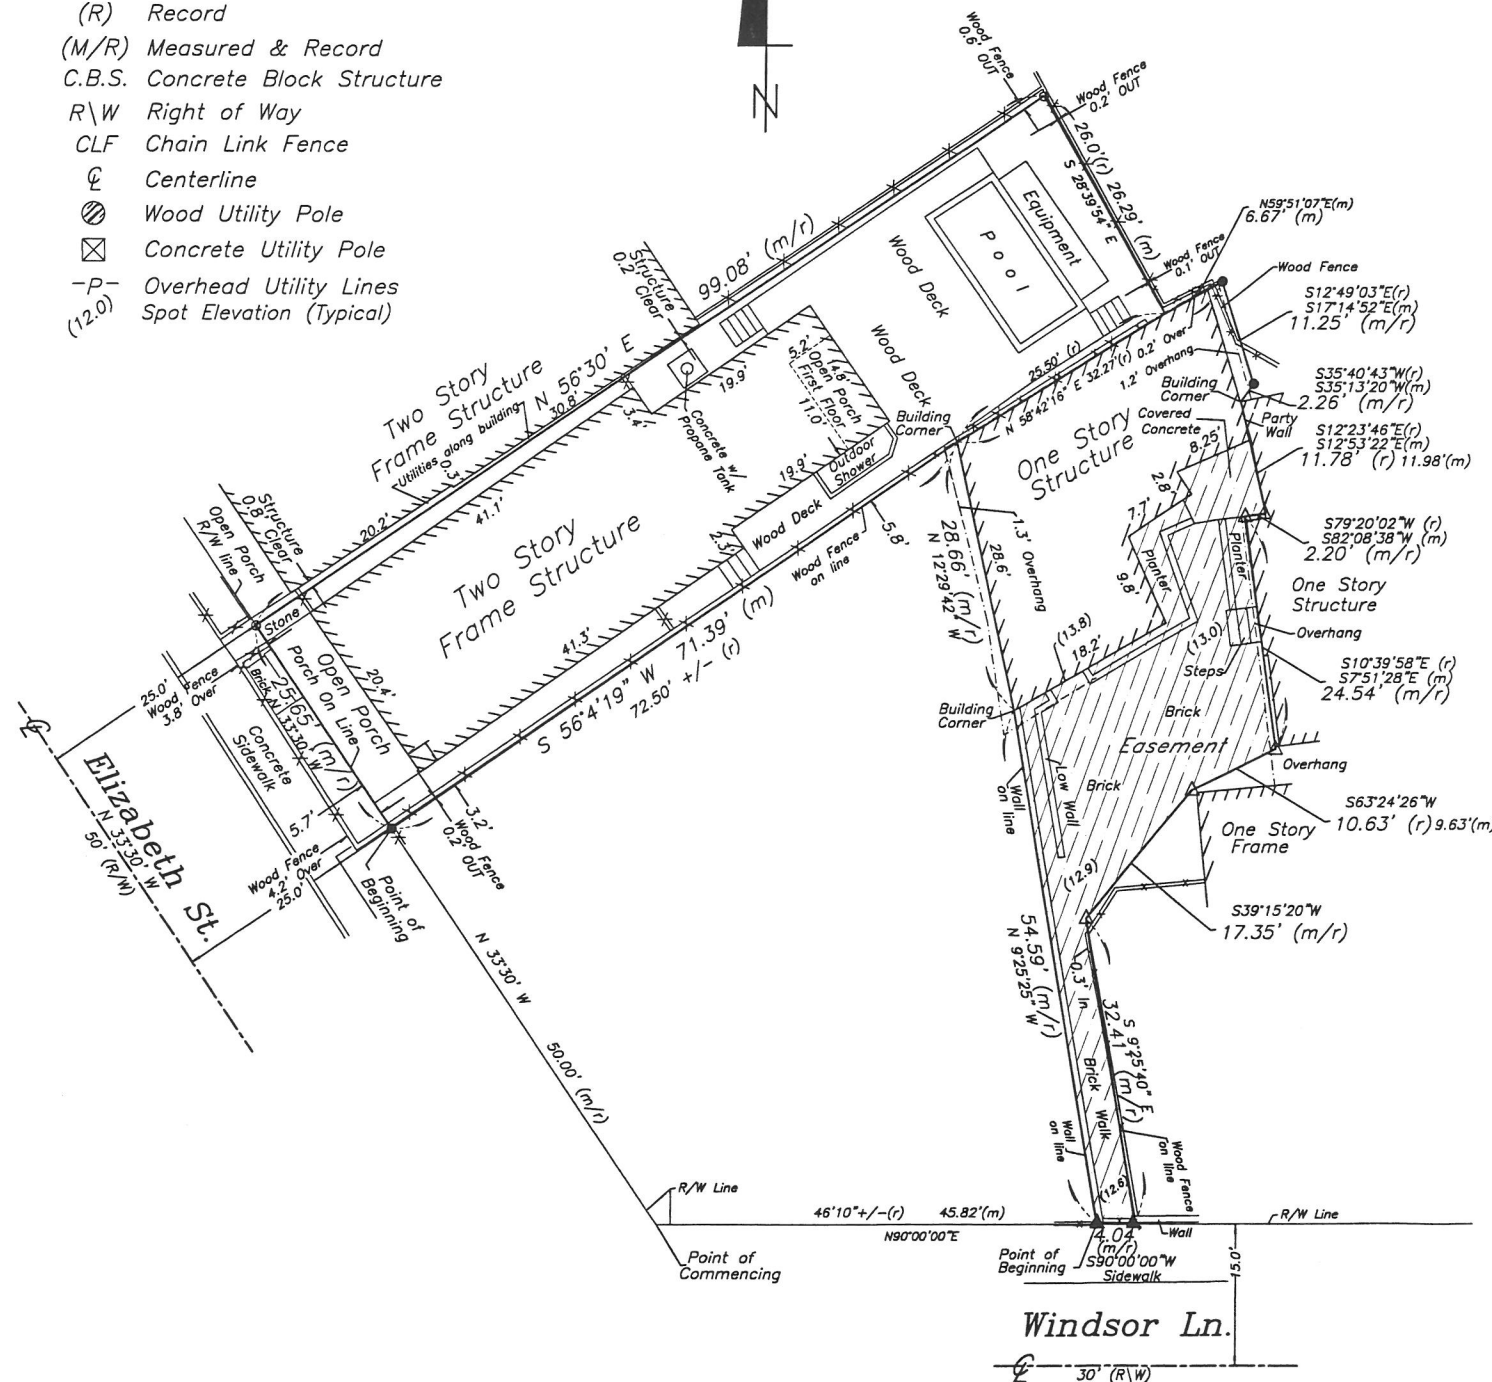 (R) Record
(M/R) Measured & Record
C.B.S. Concrete Block Structure
R\W Right of Way
CLF Chain Link Fence
℄ Centerline
Wood Utility Pole
Concrete Utility Pole
-P- Overhead Utility Lines
(12.0) Spot Elevation (Typical)
N
Wood Fence
0.6' OUT
Wood Fence
0.2' OUT
26.0'(r) 26.29' (m)
S 28°39'54" E
N59°51'07"E(m)
6.67' (m)
Wood Fence
0.1' OUT
Wood Fence
S12°49'03"E(r)
S17°14'52"E(m)
11.25' (m/r)
S35°40'43"W(r)
S35°13'20"W(m)
2.26' (m/r)
Party
Wall
S12°23'46"E(r)
S12°53'22"E(m)
11.78' (r) 11.98'(m)
S79°20'02"W (r)
S82°08'38"W (m)
2.20' (m/r)
One Story
Structure
Overhang
S10°39'58"E (r)
S7°51'28"E (m)
24.54' (m/r)
Overhang
S63°24'26"W
10.63' (r) 9.63'(m)
One Story
Frame
S39°15'20"W
17.35' (m/r)
Equipment
Pool
Wood Deck
Wood Deck
99.08' (m/r)
N 56°30' E
Structure
0.2' Clear
Two Story
Frame Structure
Utilities along building
30.8'
0.3'
3.4'
20.2'
41.1'
19.9'
Concrete w/
Propane Tank
5.2'
Open Porch
(4.8'
First Floor
11.0'
Outdoor
Shower
19.9'
Wood Deck
2.3'
Two Story
Frame Structure
41.3'
20.4'
Structure
0.8' Clear
Open Porch
R/W line
Stone
Open Porch
Porch On Line
25.65' (m/r)
N 33°30' W
Brick
25.0'
Wood Fence
3.8' Over
Concrete
Sidewalk
5.7'
Wood Fence
4.2' Over
25.0'
Elizabeth St.
N 33°30' W
50' (R/W)
℄
Point of
Beginning
3.2'
Wood Fence
0.2' OUT
S 56°4'19" W 71.39' (m)
72.50' +/- (r)
Wood Fence
on line
5.8'
Building
Corner
25.50' (r)
N 58°42'16" E 32.27'(r) 0.2' Over
1.2' Overhang
Building
Corner
Covered
Concrete
One Story
Structure
8.25'
2.8'
7.7'
9.8'
Planter
Planter
28.66' (m/r)
N 12°29'42" W
28.6'
1.3' Overhang
(13.8)
18.2'
(13.0)
Steps
Building
Corner
Brick
Easement
Brick
Low Wall
Wall
on line
(12.9)
54.59' (m/r)
N 9°25'25" W
0.3' In
S 9°25'40" E
32.41' (m/r)
Brick
Walk
Wall
on line
Wood Fence
on line
(12.6)
N 33°30' W
50.00' (m/r)
R/W Line
46'10"+/-(r) 45.82'(m)
N90°00'00"E
Point of
Commencing
Point of
Beginning
4.04
(m/r)
S90°00'00"W
Sidewalk
Wall
R/W Line
15.0'
Windsor Ln.
℄
30' (R\W)